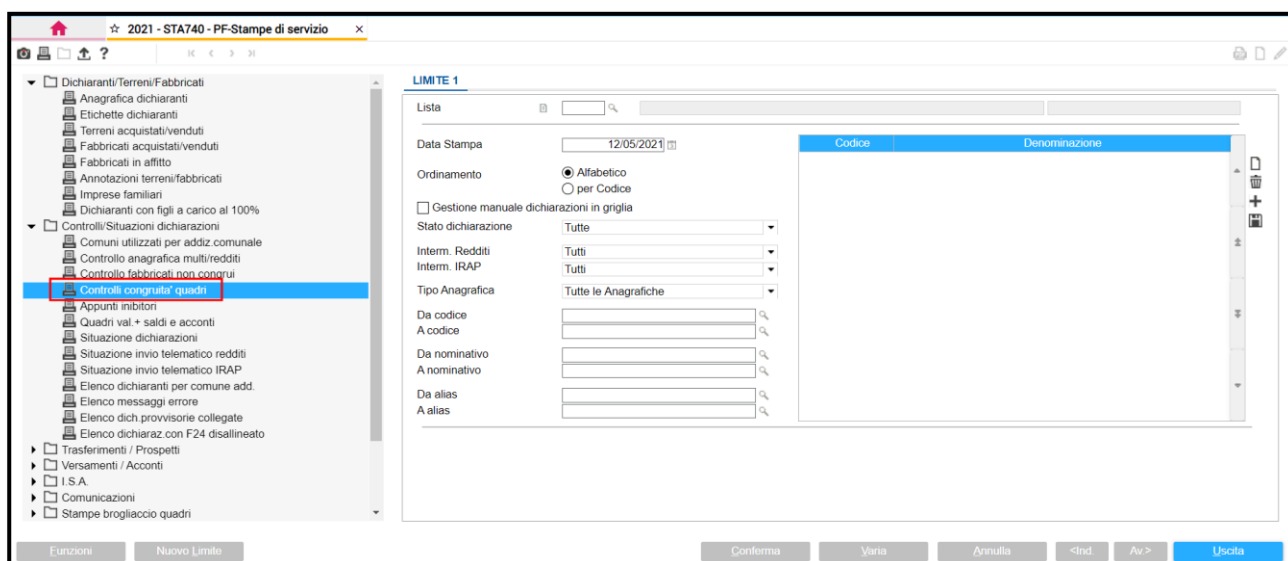 ☆ 2021 - STA740 - PF-Stampe di servizio ×
?
Dichiaranti/Terreni/Fabbricati
Anagrafica dichiaranti
Etichette dichiaranti
Terreni acquistati/venduti
Fabbricati acquistati/venduti
Fabbricati in affitto
Annotazioni terreni/fabbricati
Imprese familiari
Dichiaranti con figli a carico al 100%
Controlli/Situazioni dichiarazioni
Comuni utilizzati per addiz.comunale
Controllo anagrafica multi/redditi
Controllo fabbricati non congrui
Controlli congruita' quadri
Appunti inibitori
Quadri val.+ saldi e acconti
Situazione dichiarazioni
Situazione invio telematico redditi
Situazione invio telematico IRAP
Elenco dichiaranti per comune add.
Elenco messaggi errore
Elenco dich.provvisorie collegate
Elenco dichiaraz.con F24 disallineato
Trasferimenti / Prospetti
Versamenti / Acconti
I.S.A.
Comunicazioni
Stampe brogliaccio quadri
LIMITE 1
Lista
Data Stampa 12/05/2021
Ordinamento Alfabetico
per Codice
Gestione manuale dichiarazioni in griglia
Stato dichiarazione Tutte
Interm. Redditi Tutti
Interm. IRAP Tutti
Tipo Anagrafica Tutte le Anagrafiche
Da codice
A codice
Da nominativo
A nominativo
Da alias
A alias
Codice Denominazione
Funzioni Nuovo Limite Conferma Varia Annulla <Ind. Av.> Uscita